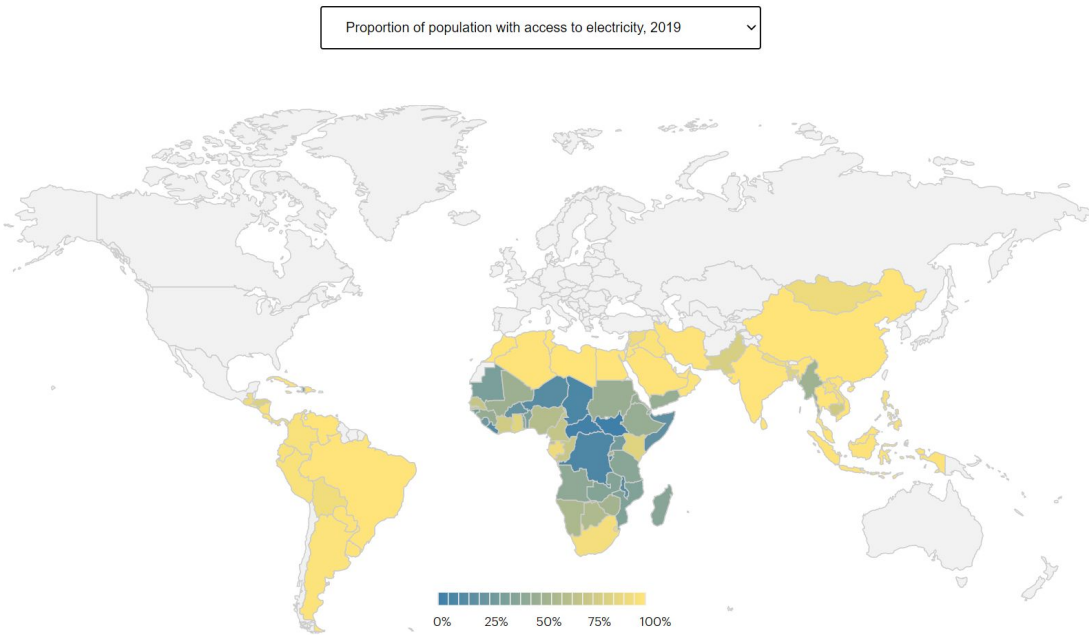 Proportion of population with access to electricity, 2019
0% 25% 50% 75% 100%